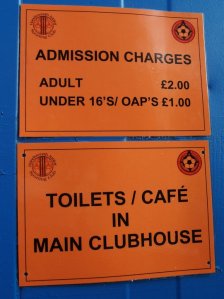 ADMISSION CHARGES
ADULT £2.00
UNDER 16'S/ OAP'S £1.00
TOILETS / CAFÉ
IN
MAIN CLUBHOUSE